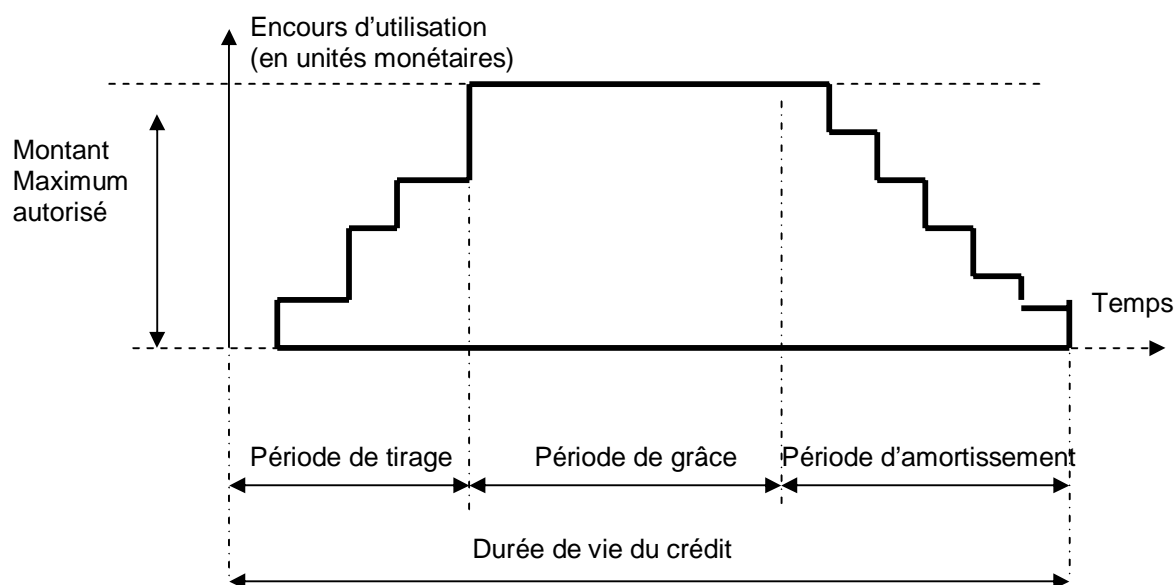 Encours d’utilisation
(en unités monétaires)
Montant
Maximum
autorisé
Temps
Période de tirage
Période de grâce
Période d’amortissement
Durée de vie du crédit